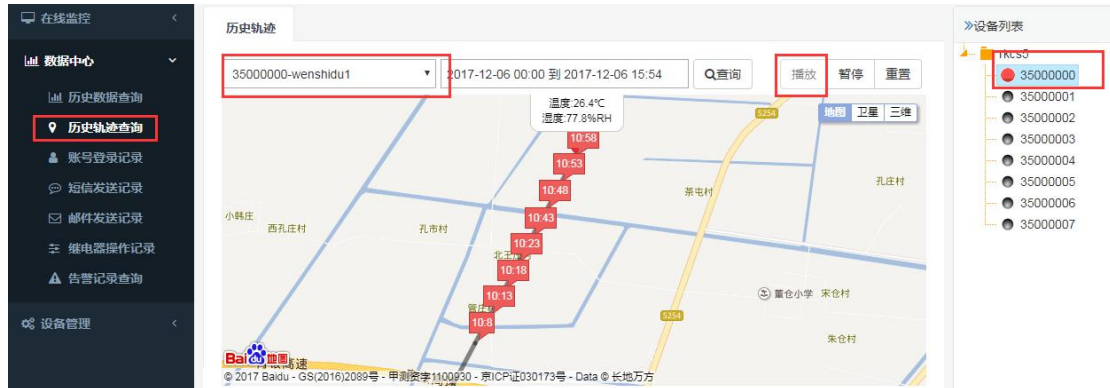 在线监控
数据中心
历史数据查询
历史轨迹查询
账号登录记录
短信发送记录
邮件发送记录
继电器操作记录
告警记录查询
设备管理
历史轨迹
35000000-wenshidu1
2017-12-06 00:00 到 2017-12-06 15:54
查询
播放 暂停 重置
温度:26.4℃
湿度:77.8%RH
S254
地图 卫星 三维
10:58
10:53
10:48
茶屯村
孔庄村
小韩庄
西孔庄村
孔市村
10:43
10:23
10:18
10:13
10:8
董仓小学 宋仓村
S254
朱仓村
Bai du 地图
高速
© 2017 Baidu - GS(2016)2089号 - 甲测资字1100930 - 京ICP证030173号 - Data © 长地万方
设备列表
rkcs5
35000000
35000001
35000002
35000003
35000004
35000005
35000006
35000007